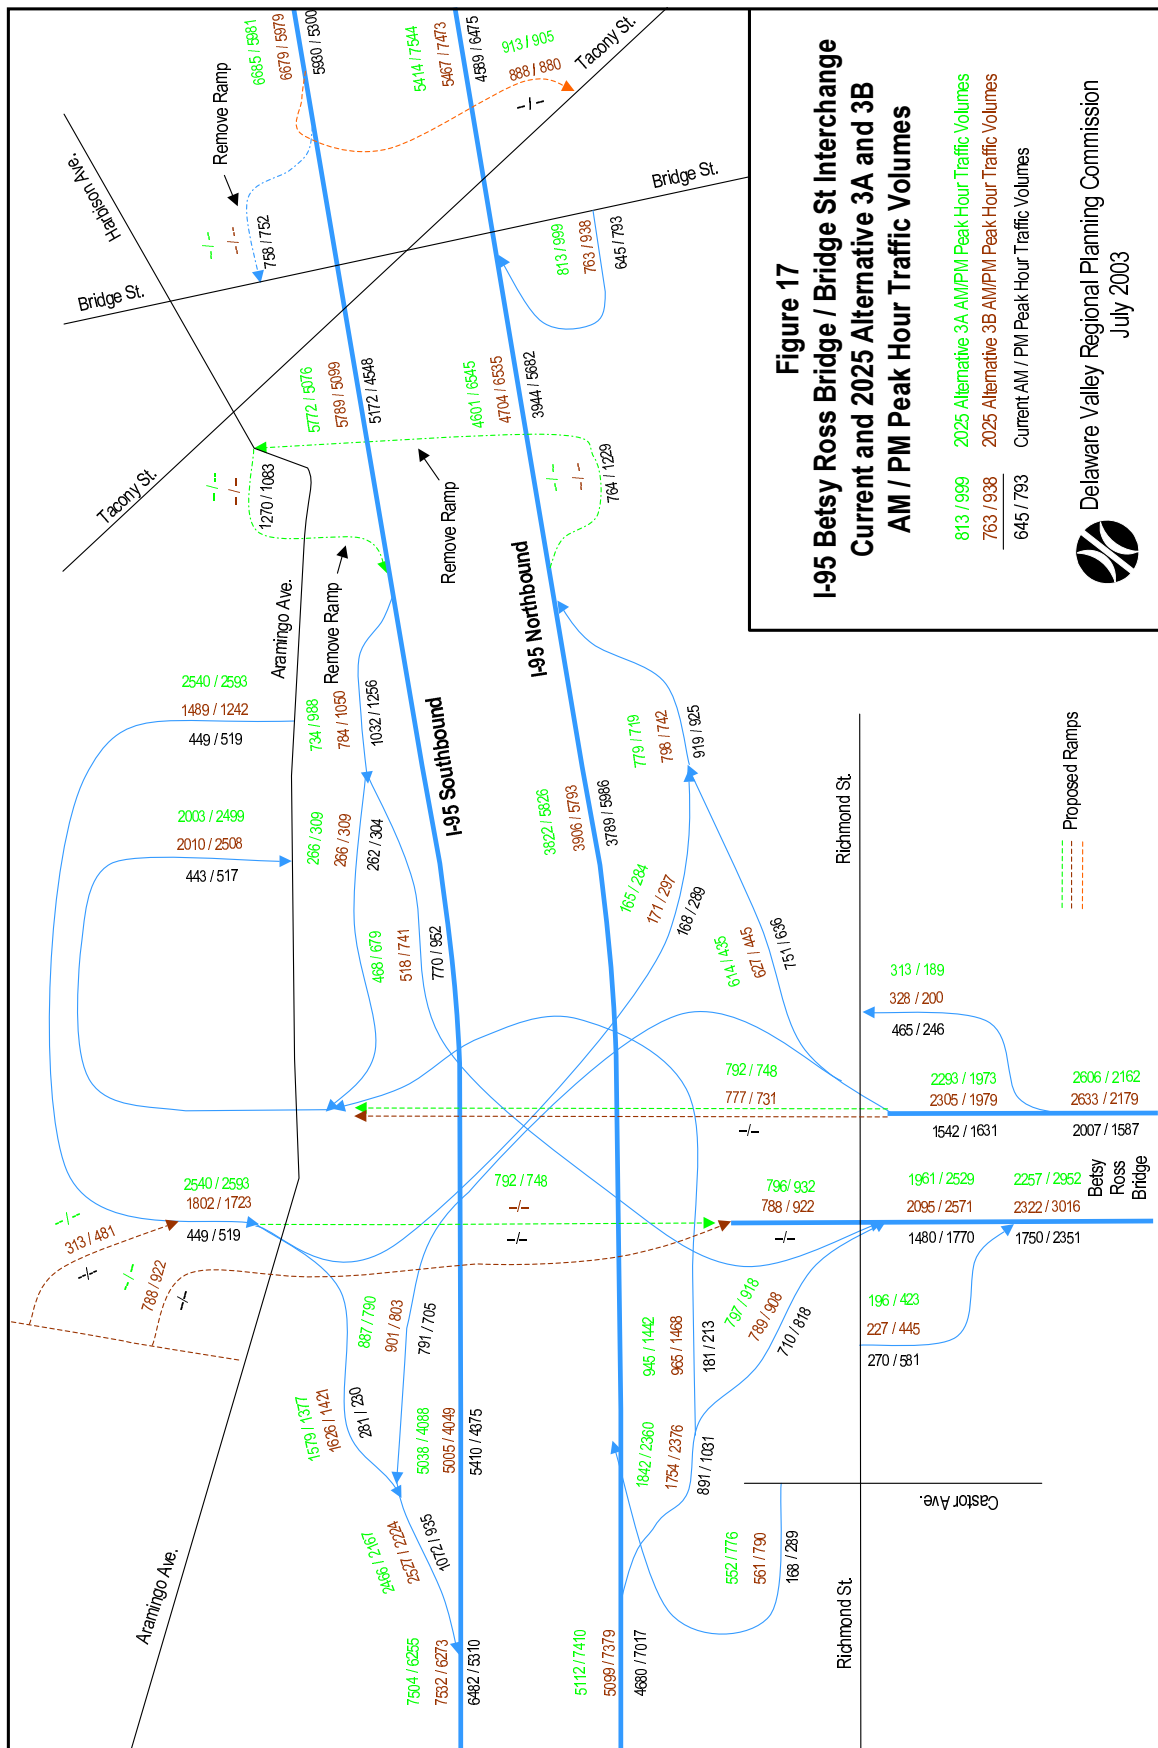 Figure 17
I-95 Betsy Ross Bridge / Bridge St Interchange
Current and 2025 Alternative 3A and 3B
AM / PM Peak Hour Traffic Volumes
813 / 999 2025 Alternative 3A AM/PM Peak Hour Traffic Volumes
763 / 938 2025 Alternative 3B AM/PM Peak Hour Traffic Volumes
645 / 793 Current AM / PM Peak Hour Traffic Volumes
Delaware Valley Regional Planning Commission
July 2003
6685 / 5981
6679 / 5979
5930 / 5300
5414 / 7544
5467 / 7473
4589 / 6475
913 / 905
888 / 880
-- / --
Tacony St.
Remove Ramp
Harbison Ave.
-- / --
-- / --
758 / 752
Bridge St.
Bridge St.
813 / 999
763 / 938
645 / 793
5772 / 5076
5789 / 5099
5172 / 4548
4601 / 6545
4704 / 6535
3944 / 5682
Tacony St.
-- / --
-- / --
1270 / 1083
Remove Ramp
Remove Ramp
-- / --
-- / --
764 / 1229
Aramingo Ave.
I-95 Northbound
I-95 Southbound
2540 / 2593
1489 / 1242
449 / 519
734 / 988
784 / 1050
1032 / 1256
779 / 719
798 / 742
919 / 925
2003 / 2499
2010 / 2508
443 / 517
266 / 309
266 / 309
262 / 304
3822 / 5826
3906 / 5793
3789 / 5986
Richmond St.
Proposed Ramps
165 / 284
171 / 297
168 / 289
468 / 679
518 / 741
770 / 952
614 / 435
627 / 445
751 / 636
313 / 189
328 / 200
465 / 246
792 / 748
777 / 731
--/--
2293 / 1973
2305 / 1979
1542 / 1631
2606 / 2162
2633 / 2179
2007 / 1587
Betsy
Ross
Bridge
2540 / 2593
1802 / 1723
449 / 519
792 / 748
--/--
--/--
796/ 932
788 / 922
--/--
1961 / 2529
2095 / 2571
1480 / 1770
2257 / 2952
2322 / 3016
1750 / 2351
-- / --
313 / 481
--/--
-- / --
788 / 922
--/--
887 / 790
901 / 803
791 / 705
945 / 1442
965 / 1468
181 / 213
797 / 918
789 / 908
710 / 818
196 / 423
227 / 445
270 / 581
1579 / 1377
1626 / 1421
281 / 230
5038 / 4088
5005 / 4049
5410 / 4375
1842 / 2360
1754 / 2376
891 / 1031
Castor Ave.
2466 / 2167
2527 / 2224
1072 / 935
552 / 776
561 / 790
168 / 289
Aramingo Ave.
7504 / 6255
7532 / 6273
6482 / 5310
5112 / 7410
5099 / 7379
4680 / 7017
Richmond St.